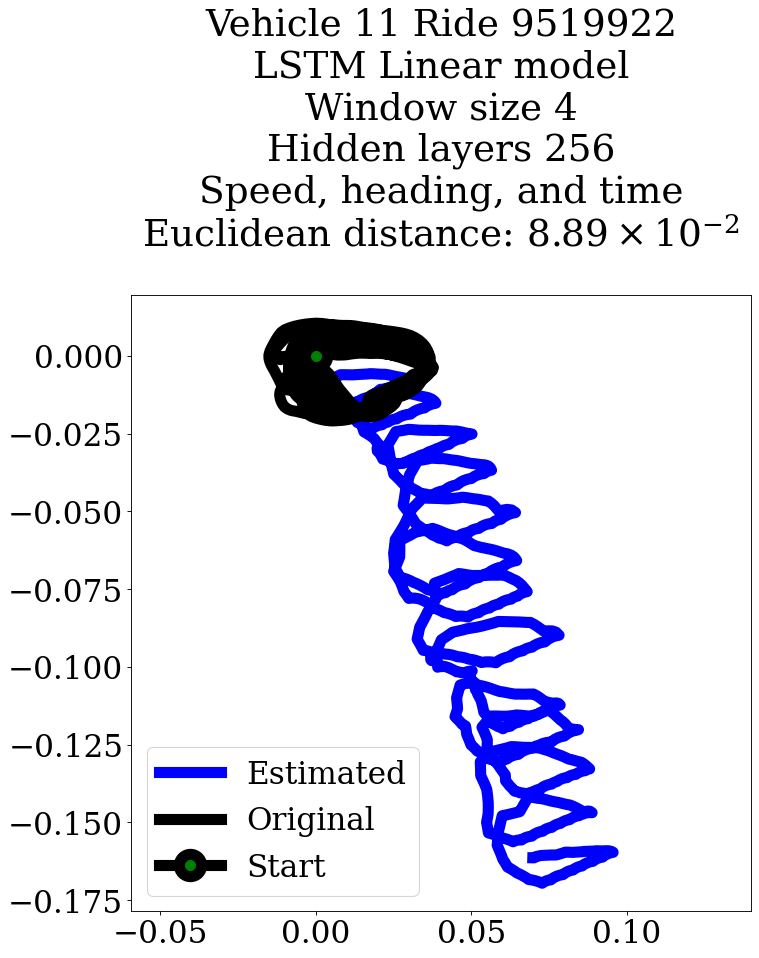 Vehicle 11 Ride 9519922
LSTM Linear model
Window size 4
Hidden layers 256
Speed, heading, and time
Euclidean distance: 8.89 × 10⁻²
0.000
−0.025
−0.050
−0.075
−0.100
−0.125
−0.150
−0.175
Estimated
Original
Start
−0.05
0.00
0.05
0.10